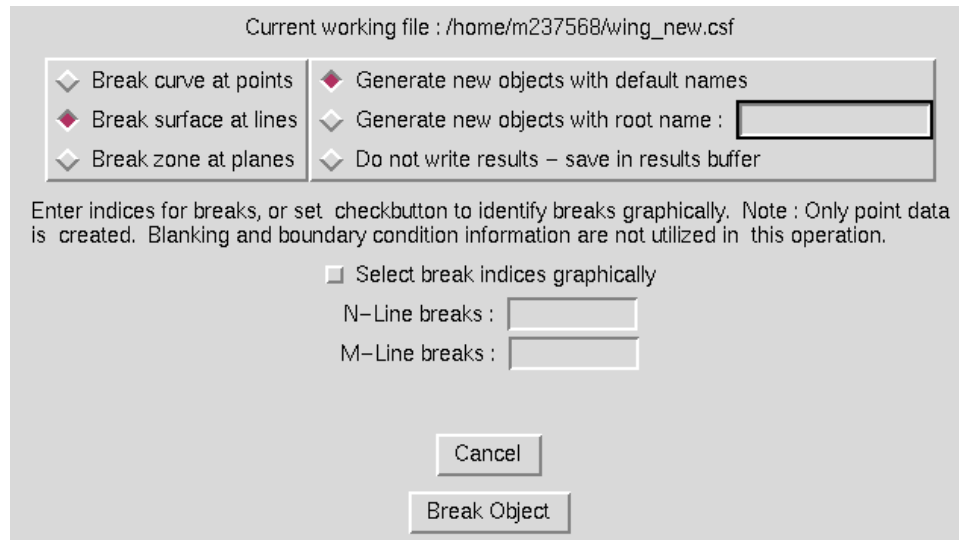 Current working file : /home/m237568/wing_new.csf
Break curve at points
Generate new objects with default names
Break surface at lines
Generate new objects with root name :
Break zone at planes
Do not write results – save in results buffer
Enter indices for breaks, or set checkbutton to identify breaks graphically. Note : Only point data
is created. Blanking and boundary condition information are not utilized in this operation.
Select break indices graphically
N–Line breaks :
M–Line breaks :
Cancel
Break Object